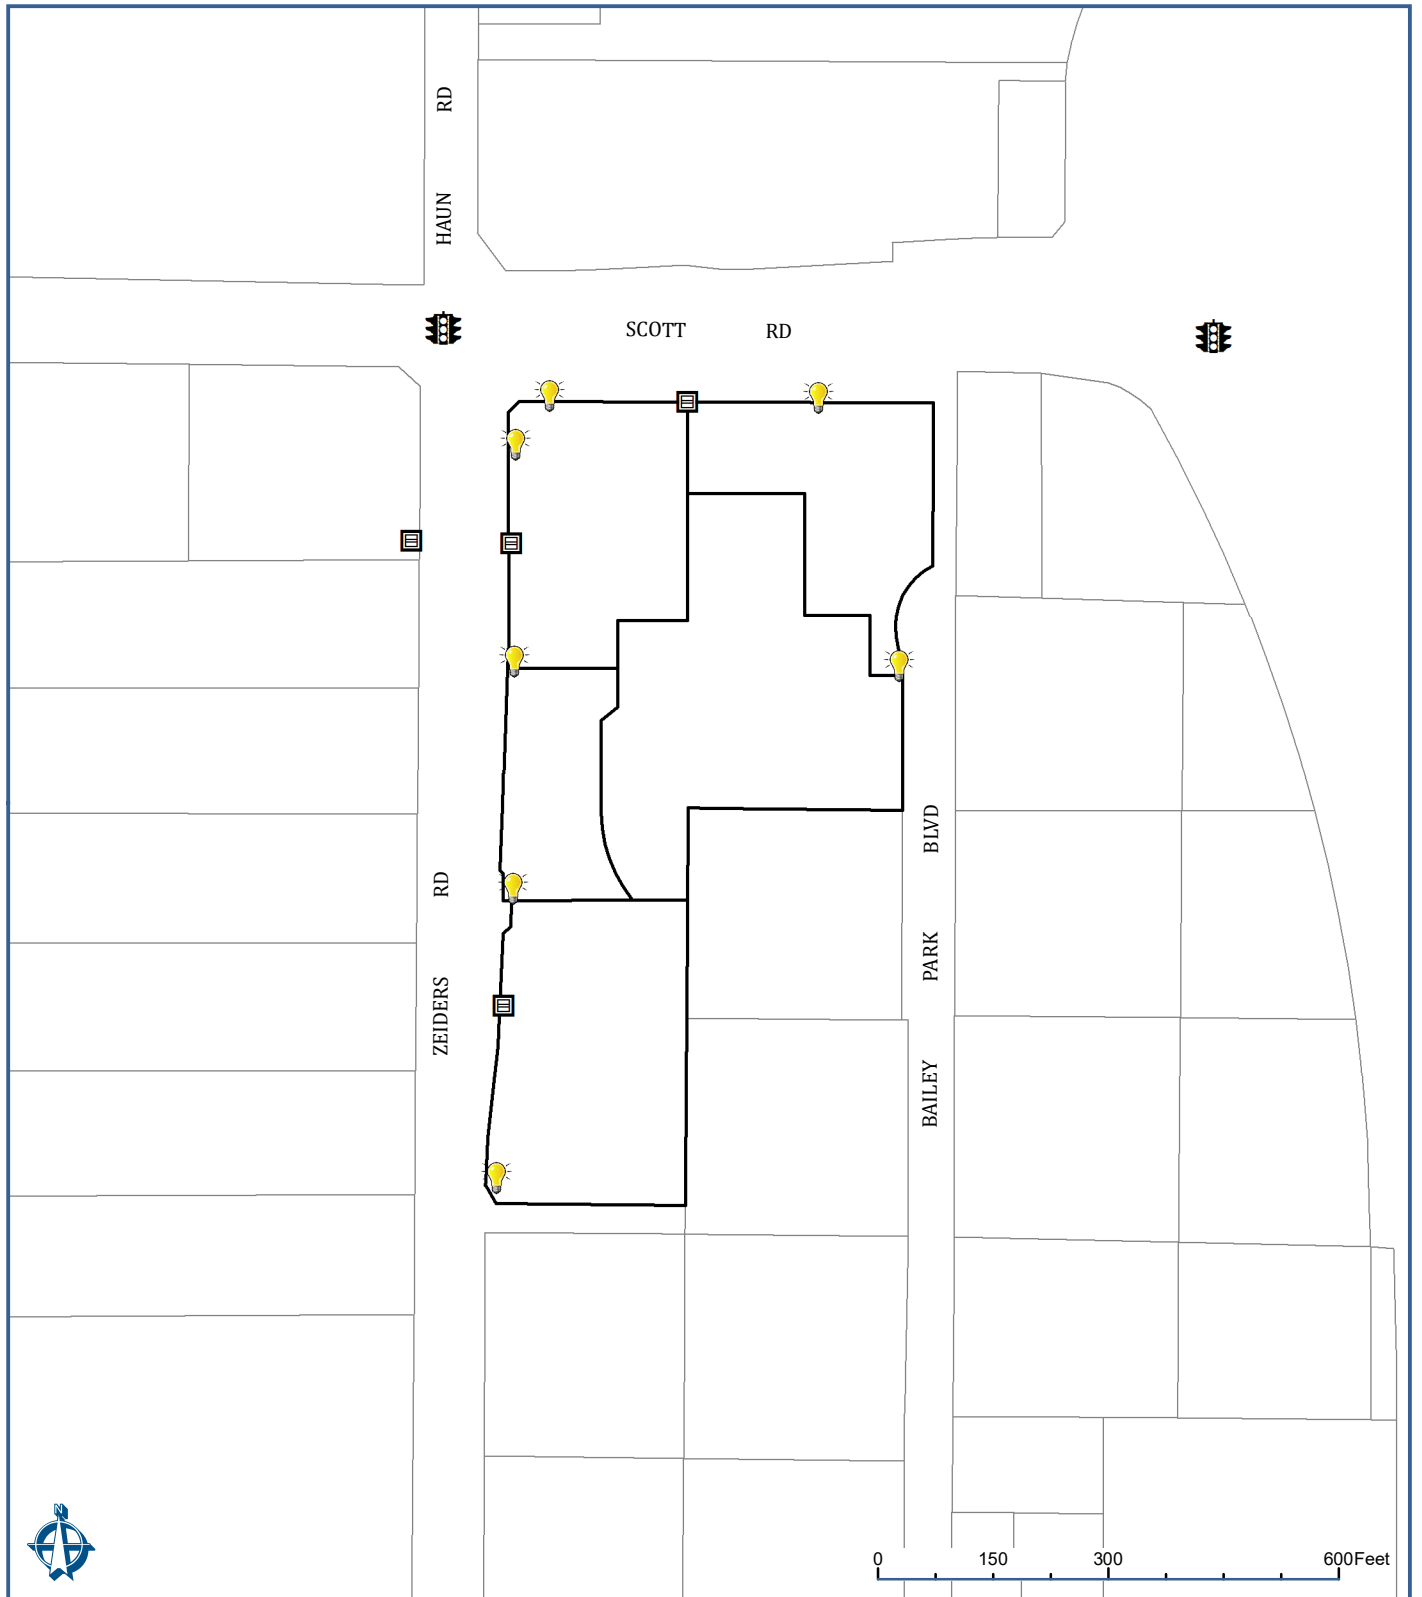 HAUN RD
SCOTT RD
ZEIDERS RD
BAILEY PARK BLVD
N
0 150 300 600Feet